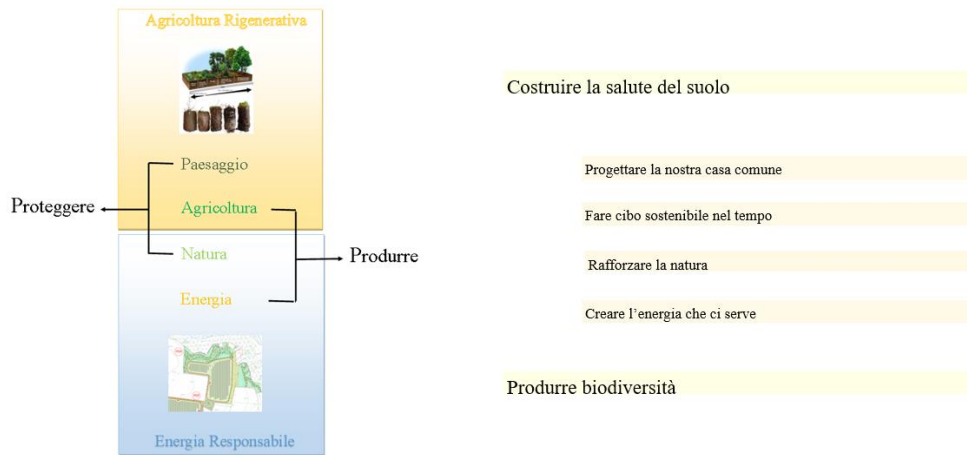 Agricoltura Rigenerativa
Costruire la salute del suolo
Paesaggio
Progettare la nostra casa comune
Proteggere
Agricoltura
Fare cibo sostenibile nel tempo
Natura
Produrre
Rafforzare la natura
Energia
Creare l’energia che ci serve
Produrre biodiversità
Energia Responsabile